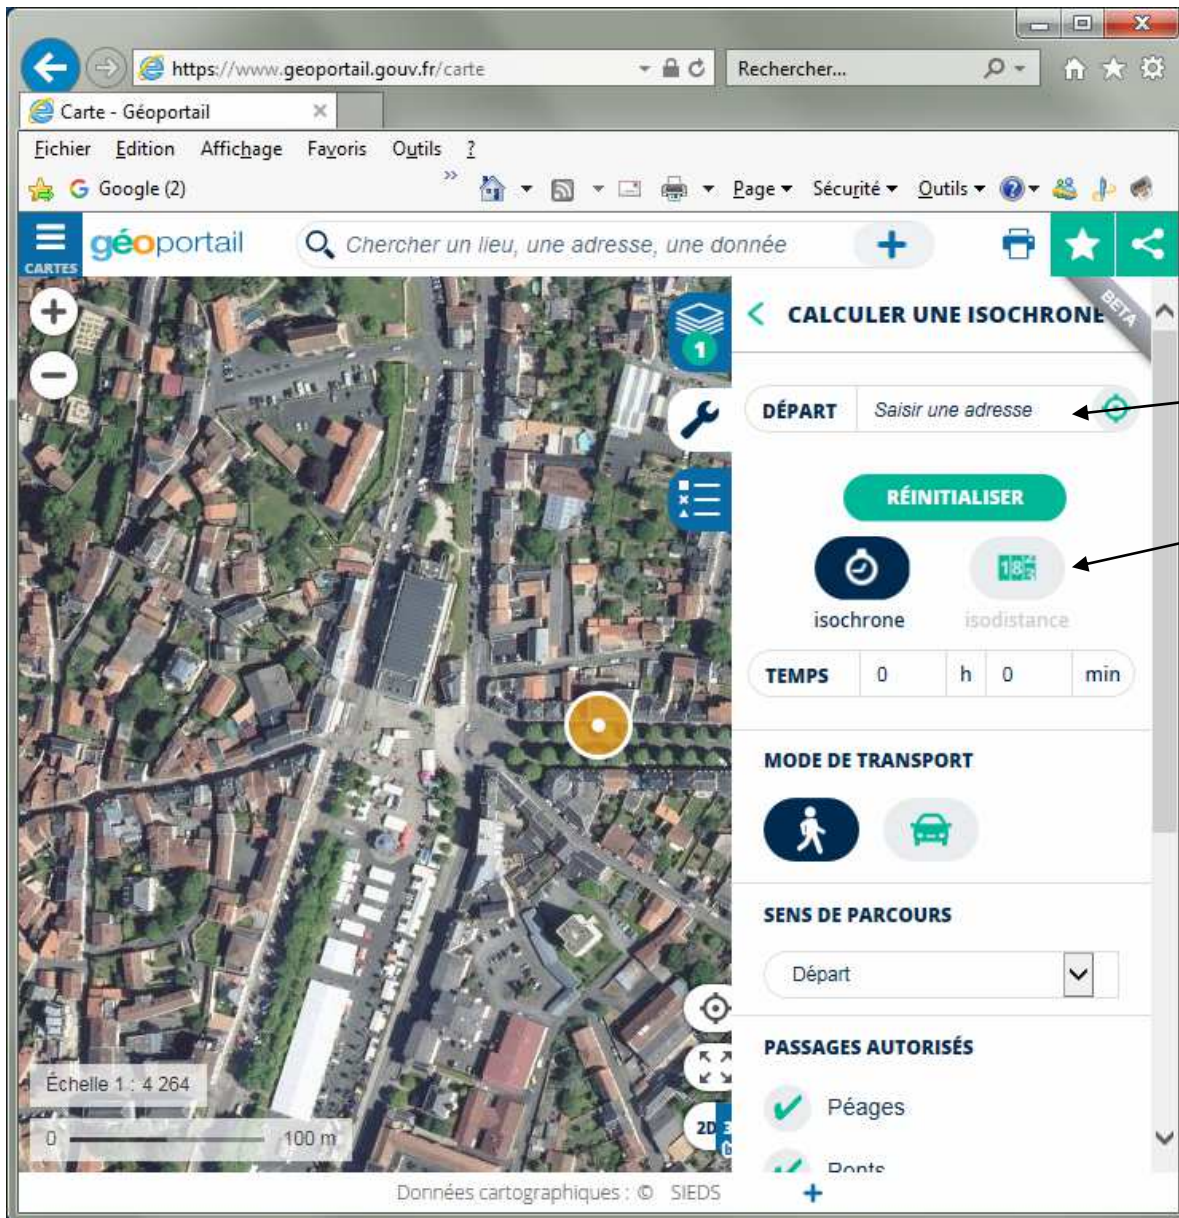 https://www.geoportail.gouv.fr/carte
Rechercher...
Carte - Géoportail
Fichier Edition Affichage Favoris Outils ?
Google (2)
Page Sécurité Outils
CARTES
géoportail
Chercher un lieu, une adresse, une donnée
1
CALCULER UNE ISOCHRONE
BETA
DÉPART Saisir une adresse
RÉINITIALISER
isochrone isodistance
TEMPS 0 h 0 min
MODE DE TRANSPORT
SENS DE PARCOURS
Départ
PASSAGES AUTORISÉS
Péages
Ponts
Échelle 1 : 4 264
0 100 m
2D
Données cartographiques : © SIEDS